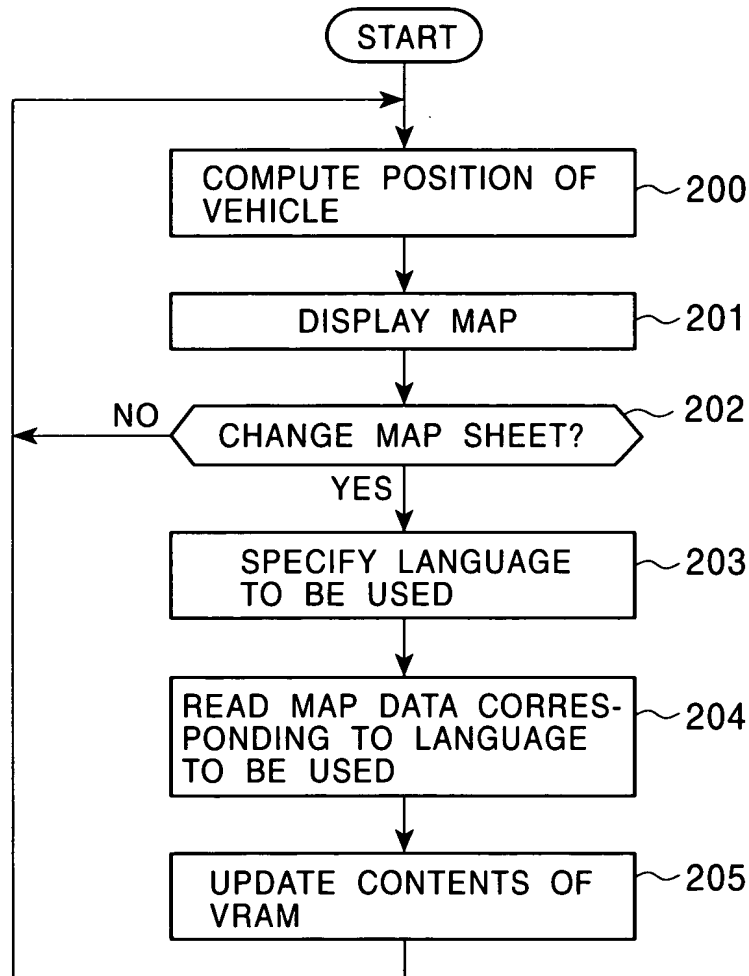 START
COMPUTE POSITION OF
VEHICLE
200
DISPLAY MAP
201
202
NO
CHANGE MAP SHEET?
YES
SPECIFY LANGUAGE
TO BE USED
203
READ MAP DATA CORRES-
PONDING TO LANGUAGE
TO BE USED
204
UPDATE CONTENTS OF
VRAM
205